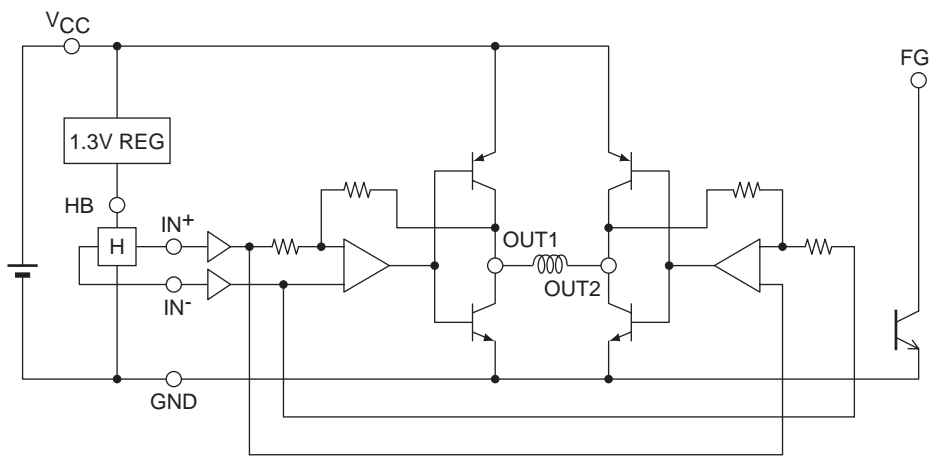 VCC
FG
1.3V REG
HB
IN+
H
OUT1
OUT2
IN-
GND